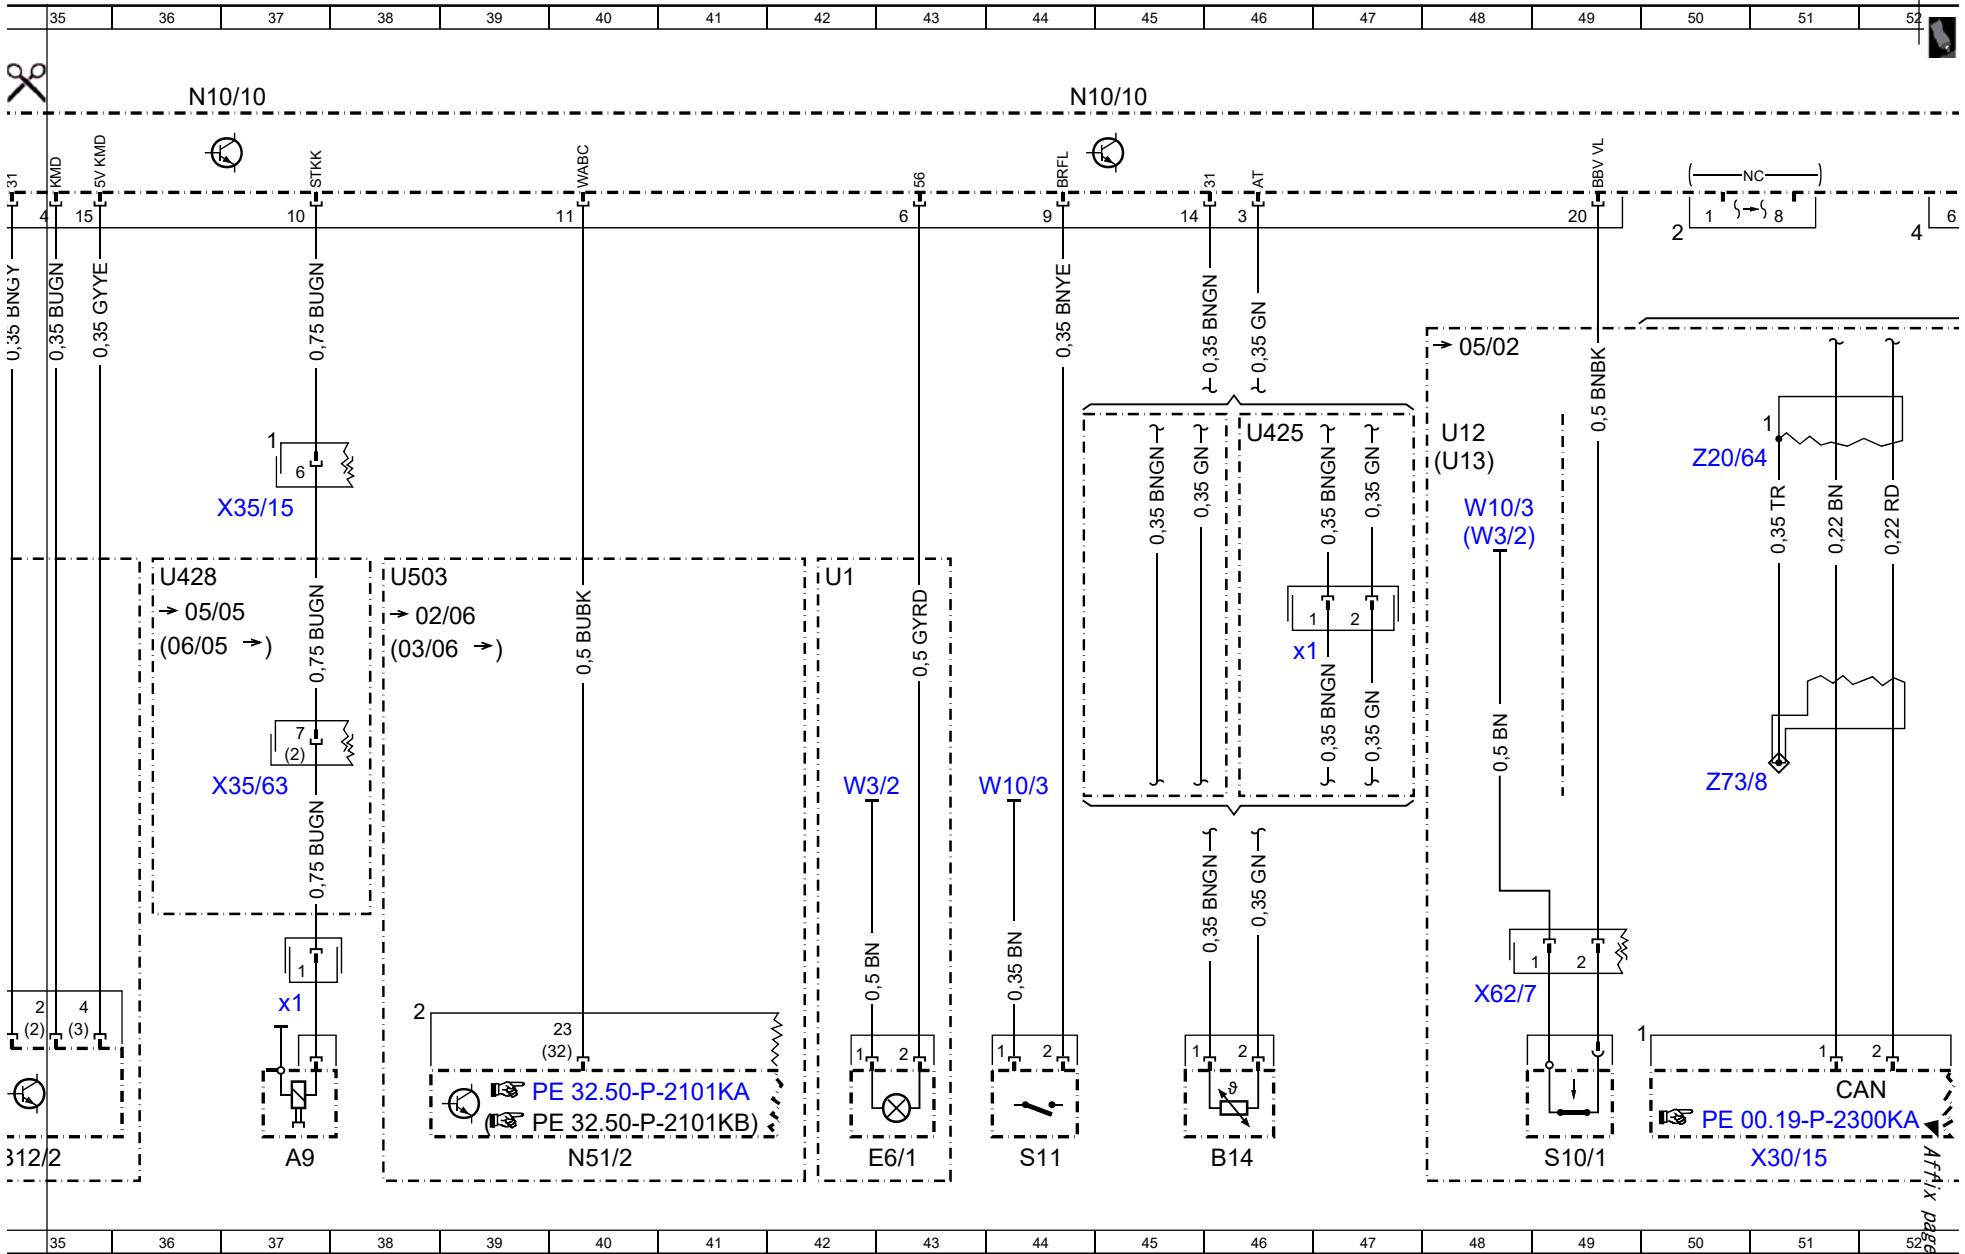 35 36 37 38 39 40 41 42 43 44 45 46 47 48 49 50 51 52
N10/10 N10/10
31 KMD 5V KMD STKK WABC 56 BRFL 31 AT BBV VL NC
4 15 10 11 6 9 14 3 20 1 8 6
2 4
0,35 BNGY 0,35 BUGN 0,35 GYYE 0,75 BUGN 0,35 BNYE 0,35 BNGN 0,35 GN 0,5 BNBK
→ 05/02
1 6
X35/15
U425
U12
(U13)
W10/3
(W3/2)
1
Z20/64
0,35 BNGN 0,35 GN 0,35 BNGN 0,35 GN
0,35 TR 0,22 BN 0,22 RD
U428
→ 05/05
(06/05 →)
0,75 BUGN
U503
→ 02/06
(03/06 →)
0,5 BUBK
U1
0,5 GYRD
1 2
x1
0,35 BNGN 0,35 GN
0,5 BN
7
(2)
X35/63
W3/2
W10/3
Z73/8
0,75 BUGN
0,5 BN
0,35 BN
0,35 BNGN 0,35 GN
1 2
X62/7
1
x1
2 4
(2) (3)
2
23
(32)
1 2
1 2
1 2
ϑ
1
1 2
CAN
PE 32.50-P-2101KA
(PE 32.50-P-2101KB)
PE 00.19-P-2300KA
A9 N51/2 E6/1 S11 B14 S10/1 X30/15
12/2
Affix page
35 36 37 38 39 40 41 42 43 44 45 46 47 48 49 50 51 52